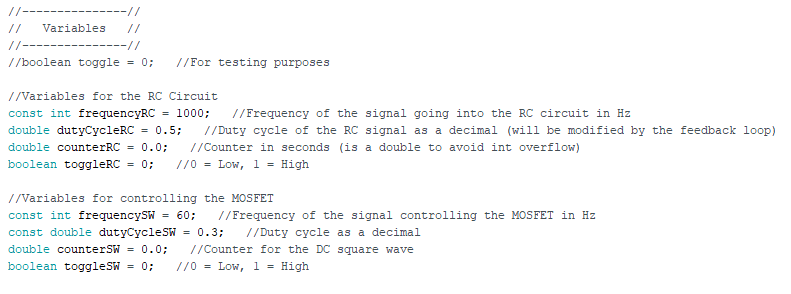 //---------------//
//   Variables   //
//---------------//
//boolean toggle = 0;   //For testing purposes

//Variables for the RC Circuit
const int frequencyRC = 1000;   //Frequency of the signal going into the RC circuit in Hz
double dutyCycleRC = 0.5;   //Duty cycle of the RC signal as a decimal (will be modified by the feedback loop)
double counterRC = 0.0;   //Counter in seconds (is a double to avoid int overflow)
boolean toggleRC = 0;   //0 = Low, 1 = High

//Variables for controlling the MOSFET
const int frequencySW = 60;   //Frequency of the signal controlling the MOSFET in Hz
const double dutyCycleSW = 0.3;   //Duty cycle as a decimal
double counterSW = 0.0;   //Counter for the DC square wave
boolean toggleSW = 0;   //0 = Low, 1 = High